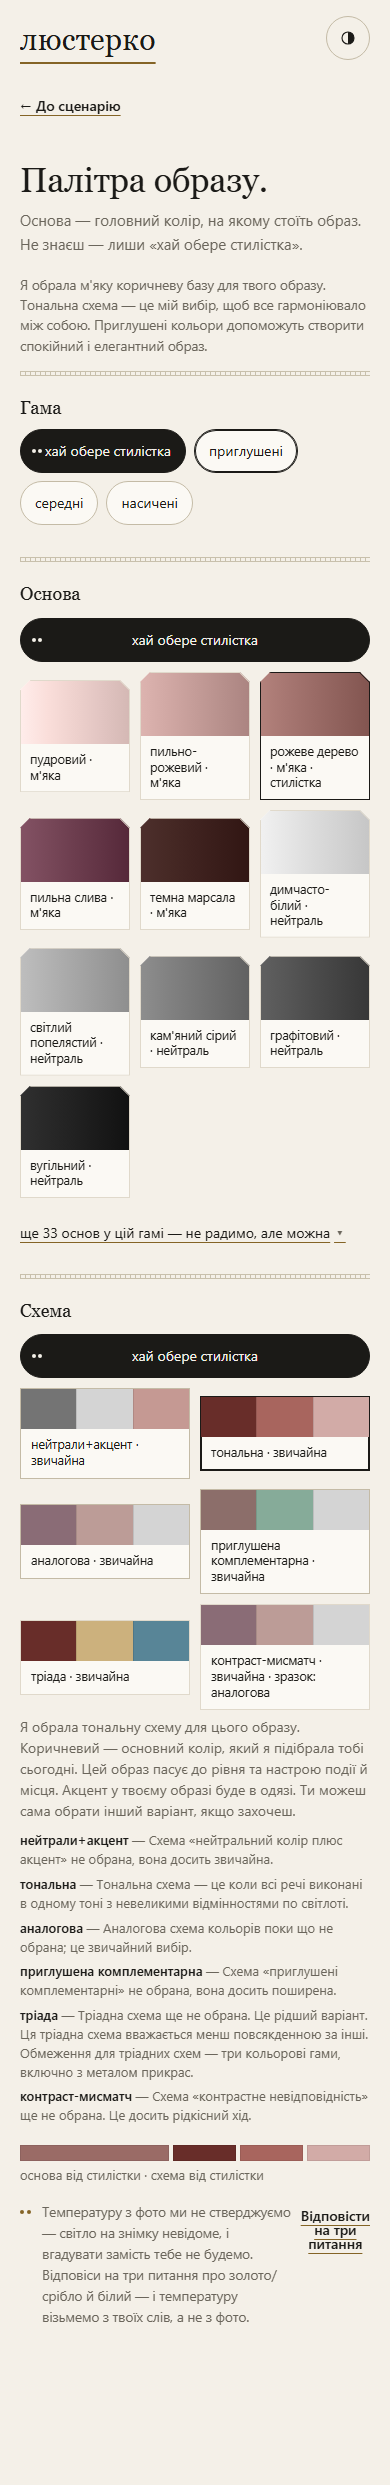 люстерко
← До сценарію
Палітра образу.
Основа — головний колір, на якому стоїть образ.
Не знаєш — лиши «хай обере стилістка».
Я обрала м'яку коричневу базу для твого образу.
Тональна схема — це мій вибір, щоб все гармоніювало
між собою. Приглушені кольори допоможуть створити
спокійний і елегантний образ.
Гама
хай обере стилістка
приглушені
середні
насичені
Основа
хай обере стилістка
пудровий ·
м'яка
пильно-
рожевий ·
м'яка
рожеве дерево
· м'яка ·
стилістка
пильна слива ·
м'яка
темна марсала
· м'яка
димчасто-
білий ·
нейтраль
світлий
попелястий ·
нейтраль
кам'яний сірий
· нейтраль
графітовий ·
нейтраль
вугільний ·
нейтраль
ще 33 основ у цій гамі — не радимо, але можна ▾
Схема
хай обере стилістка
нейтрали+акцент ·
звичайна
тональна · звичайна
аналогова · звичайна
приглушена
комплементарна ·
звичайна
тріада · звичайна
контраст-мисматч ·
звичайна · зразок:
аналогова
Я обрала тональну схему для цього образу.
Коричневий — основний колір, який я підібрала тобі
сьогодні. Цей образ пасує до рівня та настрою події й
місця. Акцент у твоєму образі буде в одязі. Ти можеш
сама обрати інший варіант, якщо захочеш.
нейтрали+акцент — Схема «нейтральний колір плюс
акцент» не обрана, вона досить звичайна.
тональна — Тональна схема — це коли всі речі виконані
в одному тоні з невеликими відмінностями по світлоті.
аналогова — Аналогова схема кольорів поки що не
обрана; це звичайний вибір.
приглушена комплементарна — Схема «приглушені
комплементарні» не обрана, вона досить поширена.
тріада — Тріадна схема ще не обрана. Це рідший варіант.
Ця тріадна схема вважається менш повсякденною за інші.
Обмеження для тріадних схем — три кольорові гами,
включно з металом прикрас.
контраст-мисматч — Схема «контрастне невідповідність»
ще не обрана. Це досить рідкісний хід.
основа від стилістки · схема від стилістки
Температуру з фото ми не стверджуємо
— світло на знімку невідоме, і
вгадувати замість тебе не будемо.
Відповіси на три питання про золото/
срібло й білий — і температуру
візьмемо з твоїх слів, а не з фото.
Відповісти
на три
питання